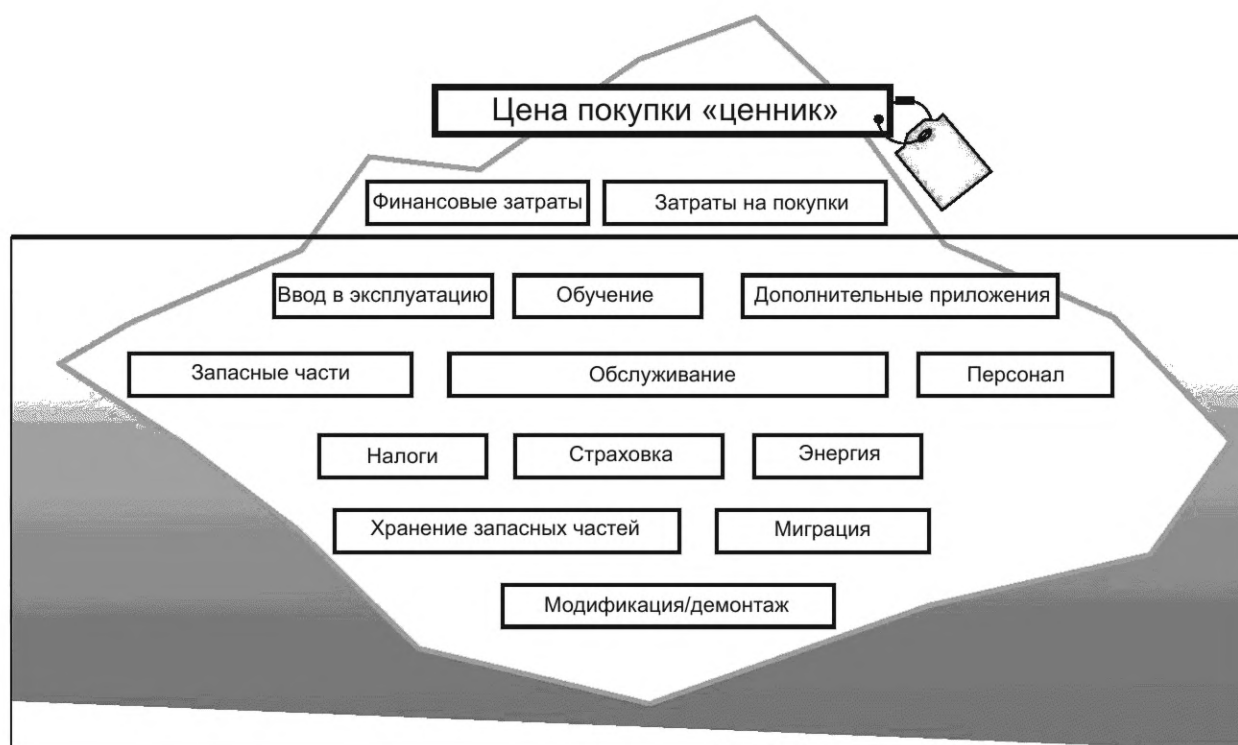 Цена покупки «ценник»
Финансовые затраты
Затраты на покупки
Ввод в эксплуатацию
Обучение
Дополнительные приложения
Запасные части
Обслуживание
Персонал
Налоги
Страховка
Энергия
Хранение запасных частей
Миграция
Модификация/демонтаж